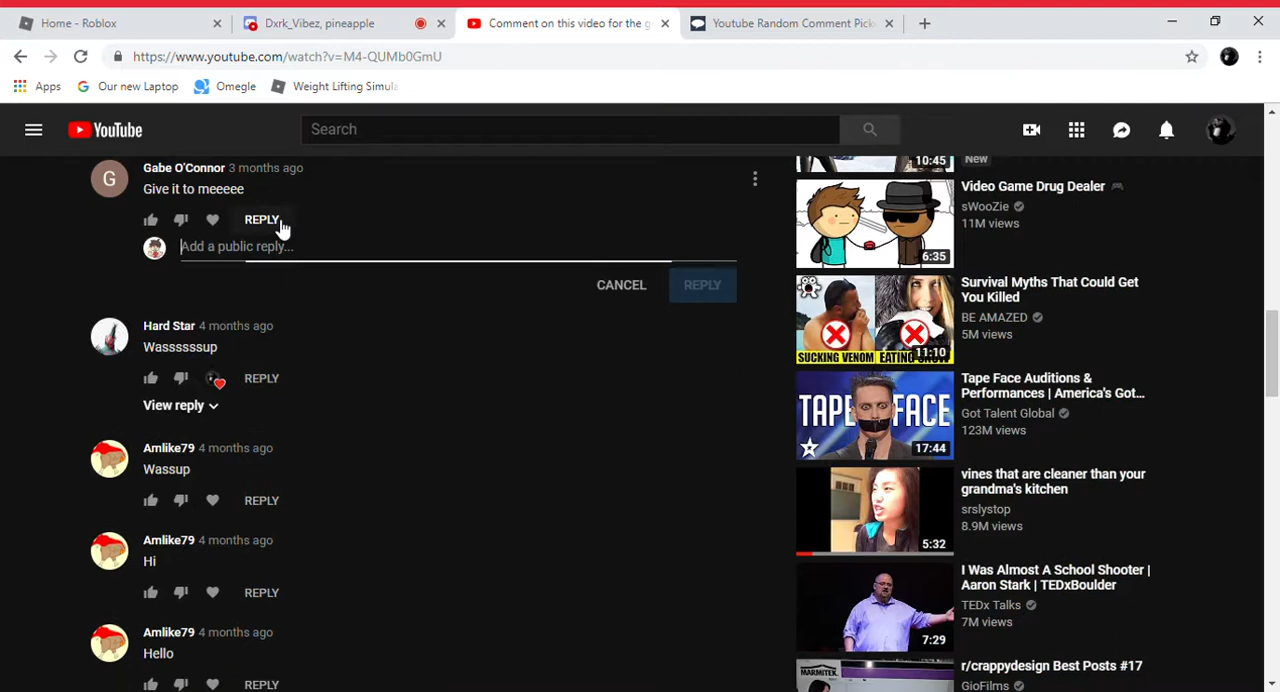 Home - Roblox
Dxrk_Vibez, pineapple
Comment on this video for the g
Youtube Random Comment Pick
https://www.youtube.com/watch?v=M4-QUMb0GmU
Apps
Our new Laptop
Omegle
Weight Lifting Simula
YouTube
Search
G
Gabe O'Connor 3 months ago
Give it to meeeee
REPLY
Add a public reply...
CANCEL
REPLY
Hard Star 4 months ago
Wasssssssup
REPLY
View reply
Amlike79 4 months ago
Wassup
REPLY
Amlike79 4 months ago
Hi
REPLY
Amlike79 4 months ago
Hello
REPLY
10:45
New
6:35
Video Game Drug Dealer 🎮
sWooZie
11M views
SUCKING VENOM
EATING
11:10
Survival Myths That Could Get
You Killed
BE AMAZED
5M views
TAPE FACE
17:44
Tape Face Auditions &
Performances | America's Got...
Got Talent Global
123M views
5:32
vines that are cleaner than your
grandma's kitchen
srslystop
8.9M views
7:29
I Was Almost A School Shooter |
Aaron Stark | TEDxBoulder
TEDx Talks
7M views
MARMITEK
r/crappydesign Best Posts #17
GioFilms